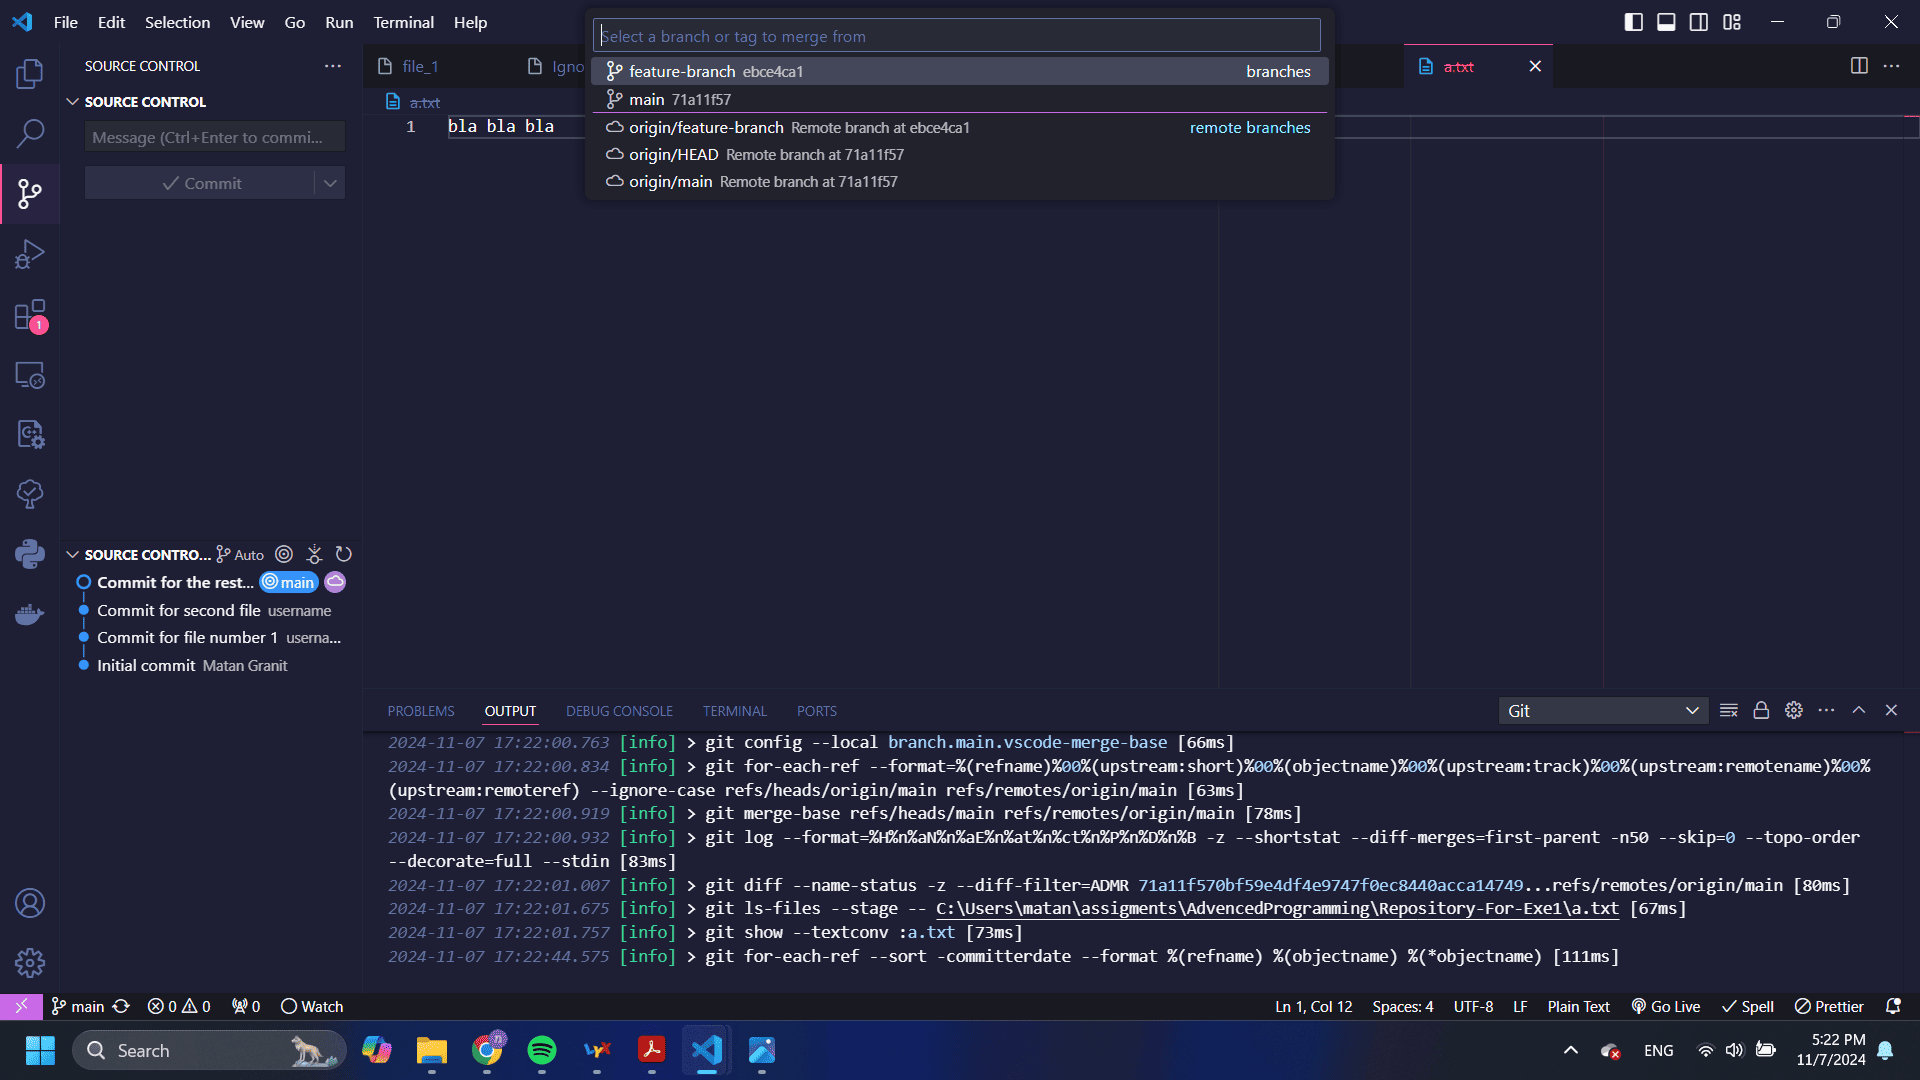 File Edit Selection View Go Run Terminal Help
Select a branch or tag to merge from
feature-branch ebce4ca1 branches
main 71a11f57
origin/feature-branch Remote branch at ebce4ca1 remote branches
origin/HEAD Remote branch at 71a11f57
origin/main Remote branch at 71a11f57
SOURCE CONTROL
SOURCE CONTROL
Message (Ctrl+Enter to commi...
Commit
file_1 Igno a.txt
a.txt
1 bla bla bla
1
SOURCE CONTRO... Auto
Commit for the rest... main
Commit for second file username
Commit for file number 1 userna...
Initial commit Matan Granit
PROBLEMS OUTPUT DEBUG CONSOLE TERMINAL PORTS Git
2024-11-07 17:22:00.763 [info] > git config --local branch.main.vscode-merge-base [66ms]
2024-11-07 17:22:00.834 [info] > git for-each-ref --format=%(refname)%00%(upstream:short)%00%(objectname)%00%(upstream:track)%00%(upstream:remotename)%00%
(upstream:remoteref) --ignore-case refs/heads/origin/main refs/remotes/origin/main [63ms]
2024-11-07 17:22:00.919 [info] > git merge-base refs/heads/main refs/remotes/origin/main [78ms]
2024-11-07 17:22:00.932 [info] > git log --format=%H%n%aN%n%aE%n%at%n%ct%n%P%n%D%n%B -z --shortstat --diff-merges=first-parent -n50 --skip=0 --topo-order
--decorate=full --stdin [83ms]
2024-11-07 17:22:01.007 [info] > git diff --name-status -z --diff-filter=ADMR 71a11f570bf59e4df4e9747f0ec8440acca14749...refs/remotes/origin/main [80ms]
2024-11-07 17:22:01.675 [info] > git ls-files --stage -- C:\Users\matan\assigments\AdvencedProgramming\Repository-For-Exe1\a.txt [67ms]
2024-11-07 17:22:01.757 [info] > git show --textconv :a.txt [73ms]
2024-11-07 17:22:44.575 [info] > git for-each-ref --sort -committerdate --format %(refname) %(objectname) %(*objectname) [111ms]
main 0 0 0 Watch Ln 1, Col 12 Spaces: 4 UTF-8 LF Plain Text Go Live Spell Prettier
Search ENG 5:22 PM
11/7/2024